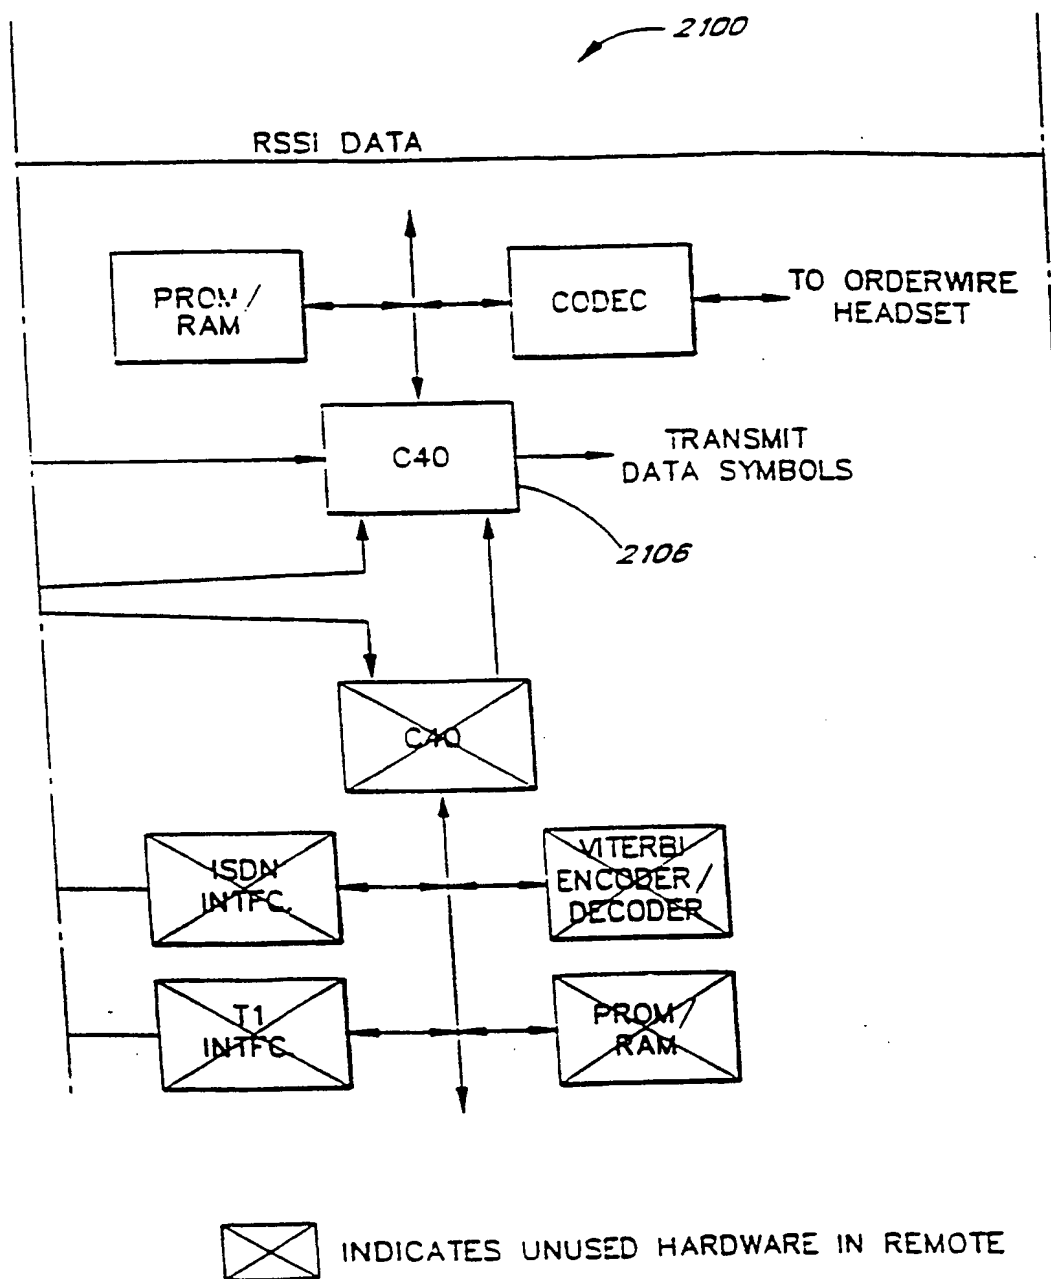 2100
RSSI DATA
PROM/
RAM
CODEC
TO ORDERWIRE
HEADSET
C40
TRANSMIT
DATA SYMBOLS
2106
C40
ISDN
INTFC.
VITERBI
ENCODER/
DECODER
T1
INTFC.
PROM/
RAM
INDICATES UNUSED HARDWARE IN REMOTE